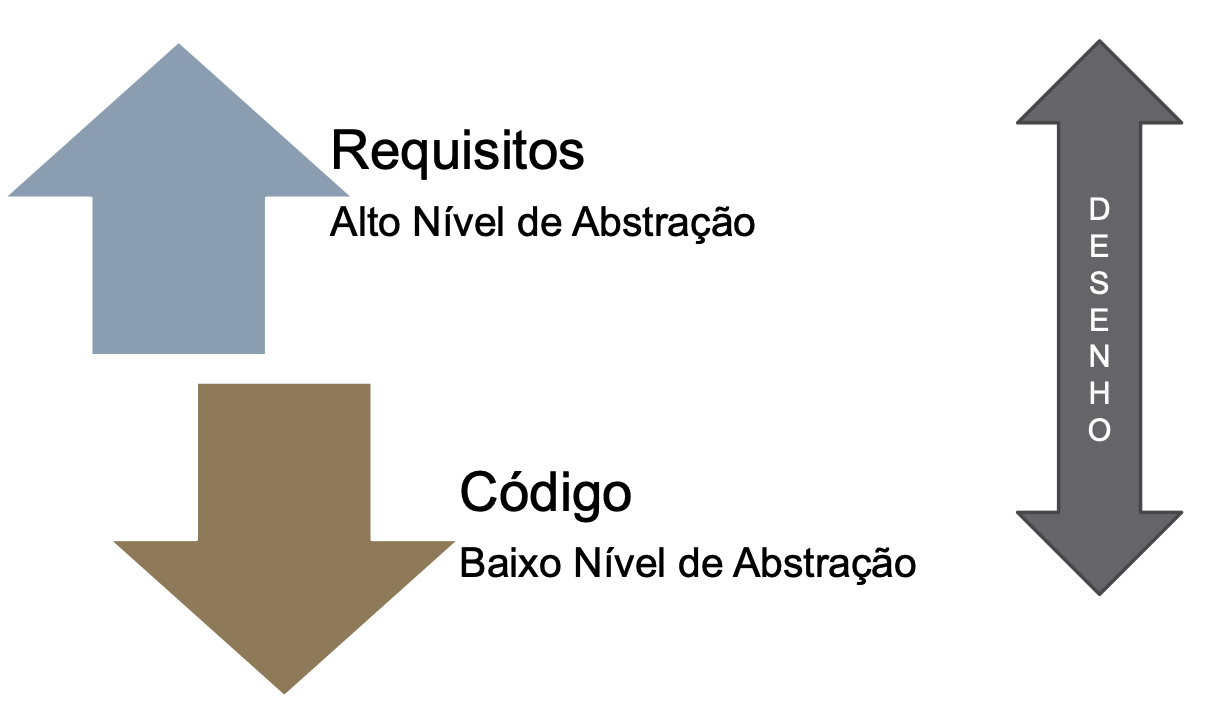 Requisitos
Alto Nível de Abstração
Código
Baixo Nível de Abstração
D
E
S
E
N
H
O